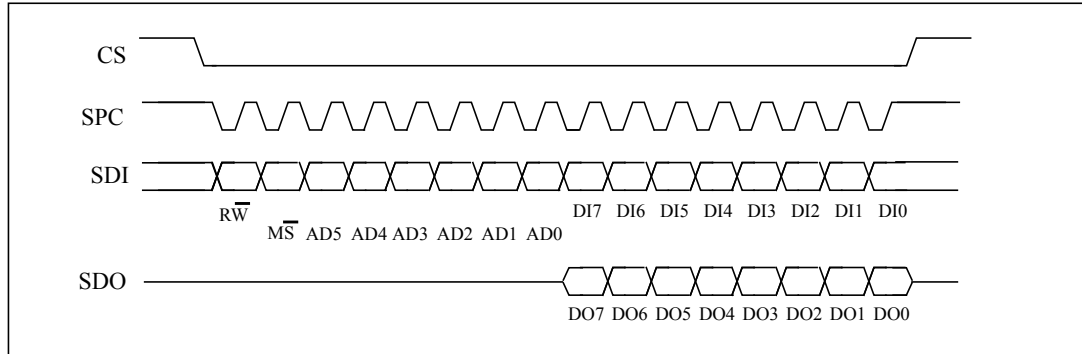 CS
SPC
SDI
RW̅
DI7 DI6 DI5 DI4 DI3 DI2 DI1 DI0
MS̅ AD5 AD4 AD3 AD2 AD1 AD0
SDO
DO7 DO6 DO5 DO4 DO3 DO2 DO1 DO0